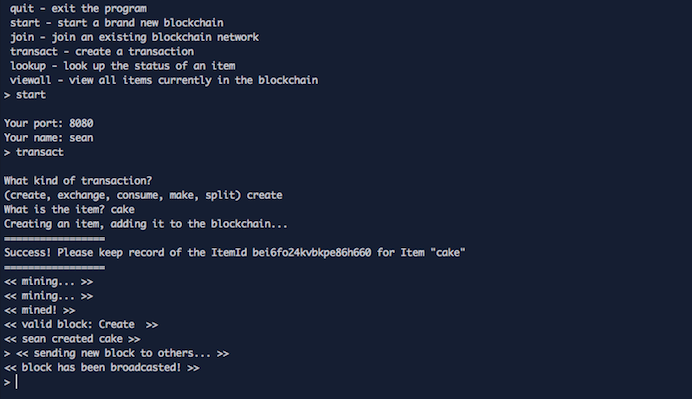 quit - exit the program
start - start a brand new blockchain
join - join an existing blockchain network
transact - create a transaction
lookup - look up the status of an item
viewall - view all items currently in the blockchain
> start
Your port: 8080
Your name: sean
> transact
What kind of transaction?
(create, exchange, consume, make, split) create
What is the item? cake
Creating an item, adding it to the blockchain...
=================
Success! Please keep record of the ItemId bei6fo24kvbkpe86h660 for Item "cake"
=================
<< mining... >>
<< mining... >>
<< mined! >>
<< valid block: Create  >>
<< sean created cake >>
> << sending new block to others... >>
<< block has been broadcasted! >>
>